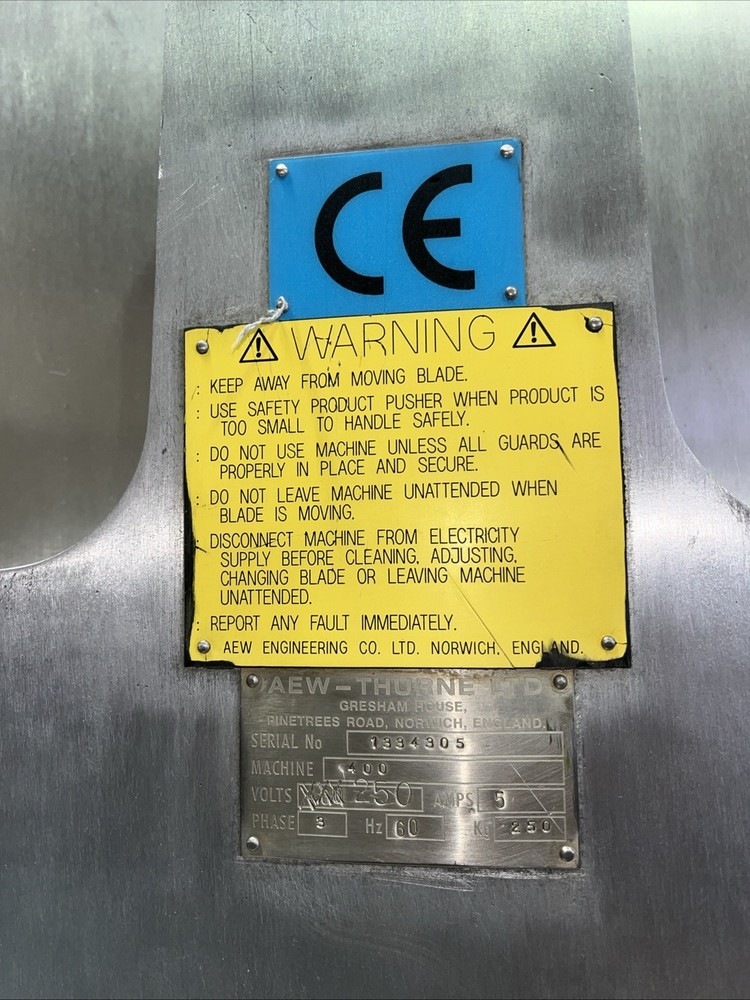 CE
WARNING
: KEEP AWAY FROM MOVING BLADE.
: USE SAFETY PRODUCT PUSHER WHEN PRODUCT IS
TOO SMALL TO HANDLE SAFELY.
: DO NOT USE MACHINE UNLESS ALL GUARDS ARE
PROPERLY IN PLACE AND SECURE.
: DO NOT LEAVE MACHINE UNATTENDED WHEN
BLADE IS MOVING.
: DISCONNECT MACHINE FROM ELECTRICITY
SUPPLY BEFORE CLEANING, ADJUSTING,
CHANGING BLADE OR LEAVING MACHINE
UNATTENDED.
: REPORT ANY FAULT IMMEDIATELY.
AEW ENGINEERING CO. LTD. NORWICH, ENGLAND.
AEW-THURNE LTD
GRESHAM HOUSE,
PINETREES ROAD, NORWICH, ENGLAND.
SERIAL No 1334305
MACHINE 400
VOLTS 250 AMPS 5
PHASE 3 Hz 60 KG 250